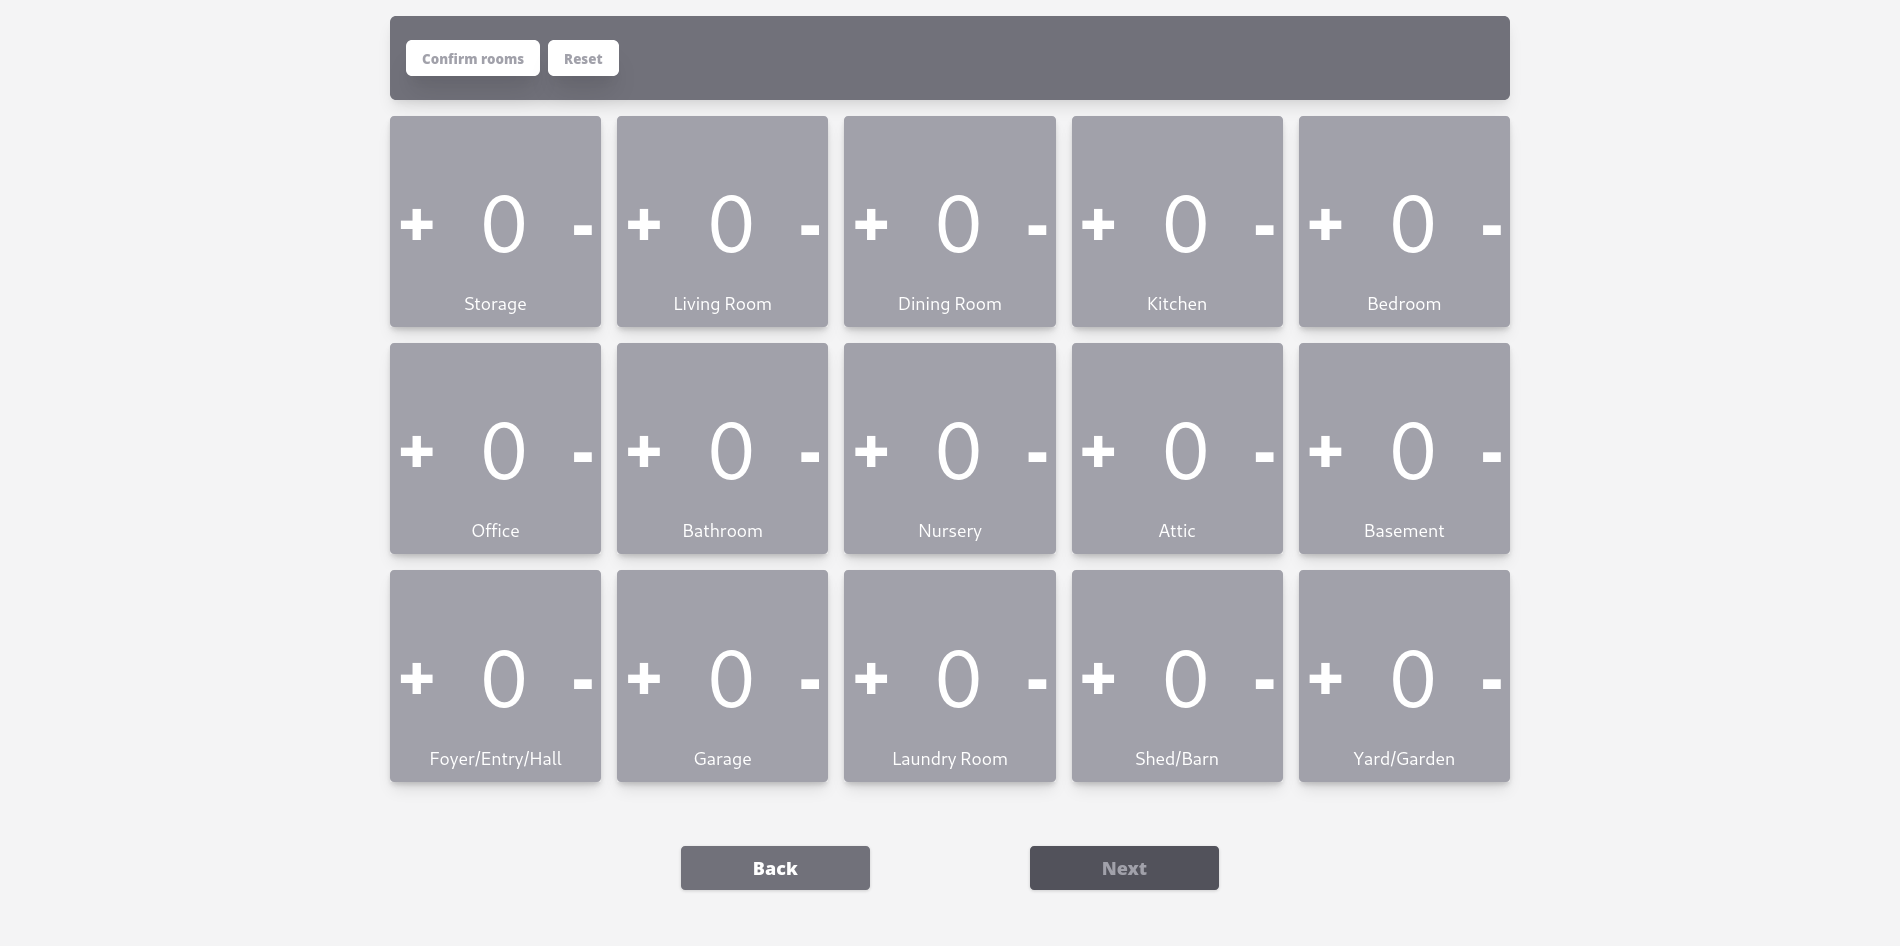 Confirm rooms Reset
+ 0 - + 0 - + 0 - + 0 - + 0 -
Storage Living Room Dining Room Kitchen Bedroom
+ 0 - + 0 - + 0 - + 0 - + 0 -
Office Bathroom Nursery Attic Basement
+ 0 - + 0 - + 0 - + 0 - + 0 -
Foyer/Entry/Hall Garage Laundry Room Shed/Barn Yard/Garden
Back Next